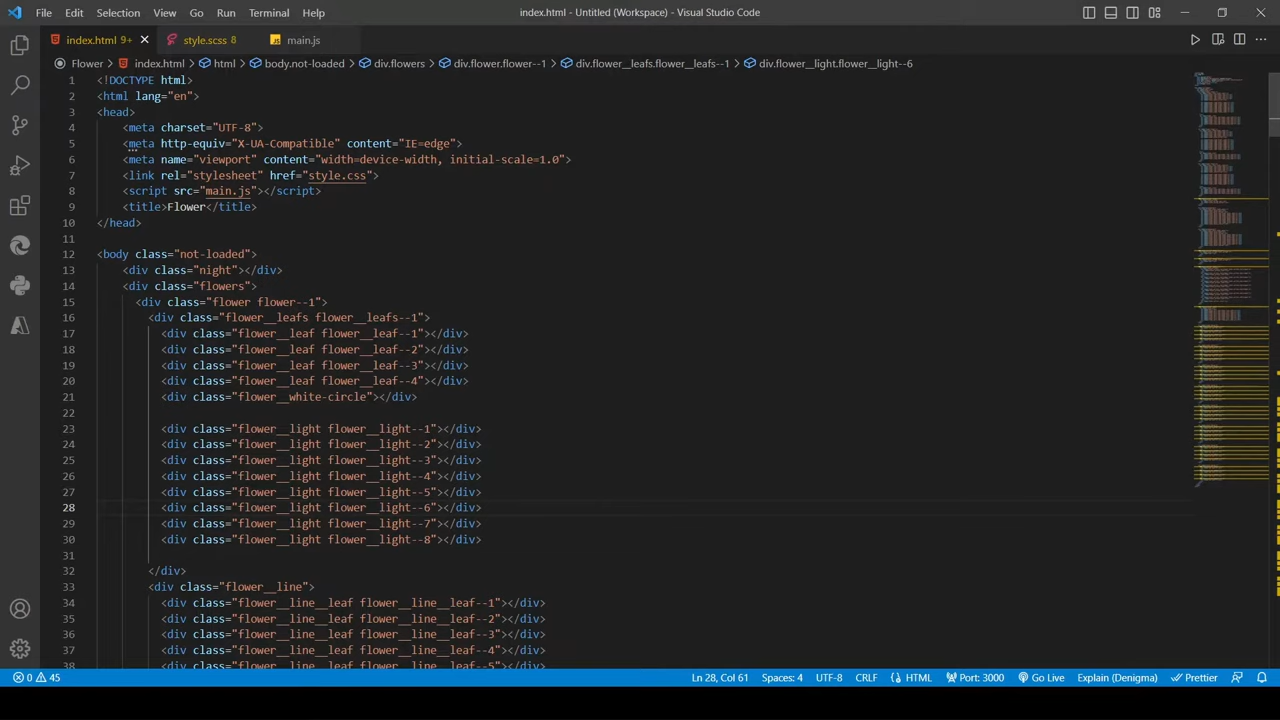 File Edit Selection View Go Run Terminal Help index.html - Untitled (Workspace) - Visual Studio Code
index.html 9+ style.scss 8 main.js
Flower > index.html > html > body.not-loaded > div.flowers > div.flower.flower--1 > div.flower__leafs.flower__leafs--1 > div.flower__light.flower__light--6
1 <!DOCTYPE html>
2 <html lang="en">
3 <head>
4 <meta charset="UTF-8">
5 <meta http-equiv="X-UA-Compatible" content="IE=edge">
6 <meta name="viewport" content="width=device-width, initial-scale=1.0">
7 <link rel="stylesheet" href="style.css">
8 <script src="main.js"></script>
9 <title>Flower</title>
10 </head>
11
12 <body class="not-loaded">
13 <div class="night"></div>
14 <div class="flowers">
15 <div class="flower flower--1">
16 <div class="flower__leafs flower__leafs--1">
17 <div class="flower__leaf flower__leaf--1"></div>
18 <div class="flower__leaf flower__leaf--2"></div>
19 <div class="flower__leaf flower__leaf--3"></div>
20 <div class="flower__leaf flower__leaf--4"></div>
21 <div class="flower__white-circle"></div>
22
23 <div class="flower__light flower__light--1"></div>
24 <div class="flower__light flower__light--2"></div>
25 <div class="flower__light flower__light--3"></div>
26 <div class="flower__light flower__light--4"></div>
27 <div class="flower__light flower__light--5"></div>
28 <div class="flower__light flower__light--6"></div>
29 <div class="flower__light flower__light--7"></div>
30 <div class="flower__light flower__light--8"></div>
31
32 </div>
33 <div class="flower__line">
34 <div class="flower__line__leaf flower__line__leaf--1"></div>
35 <div class="flower__line__leaf flower__line__leaf--2"></div>
36 <div class="flower__line__leaf flower__line__leaf--3"></div>
37 <div class="flower__line__leaf flower__line__leaf--4"></div>
38 <div class="flower__line__leaf flower__line__leaf--5"></div>
0 45 Ln 28, Col 61 Spaces: 4 UTF-8 CRLF HTML Port: 3000 Go Live Explain (Denigma) Prettier